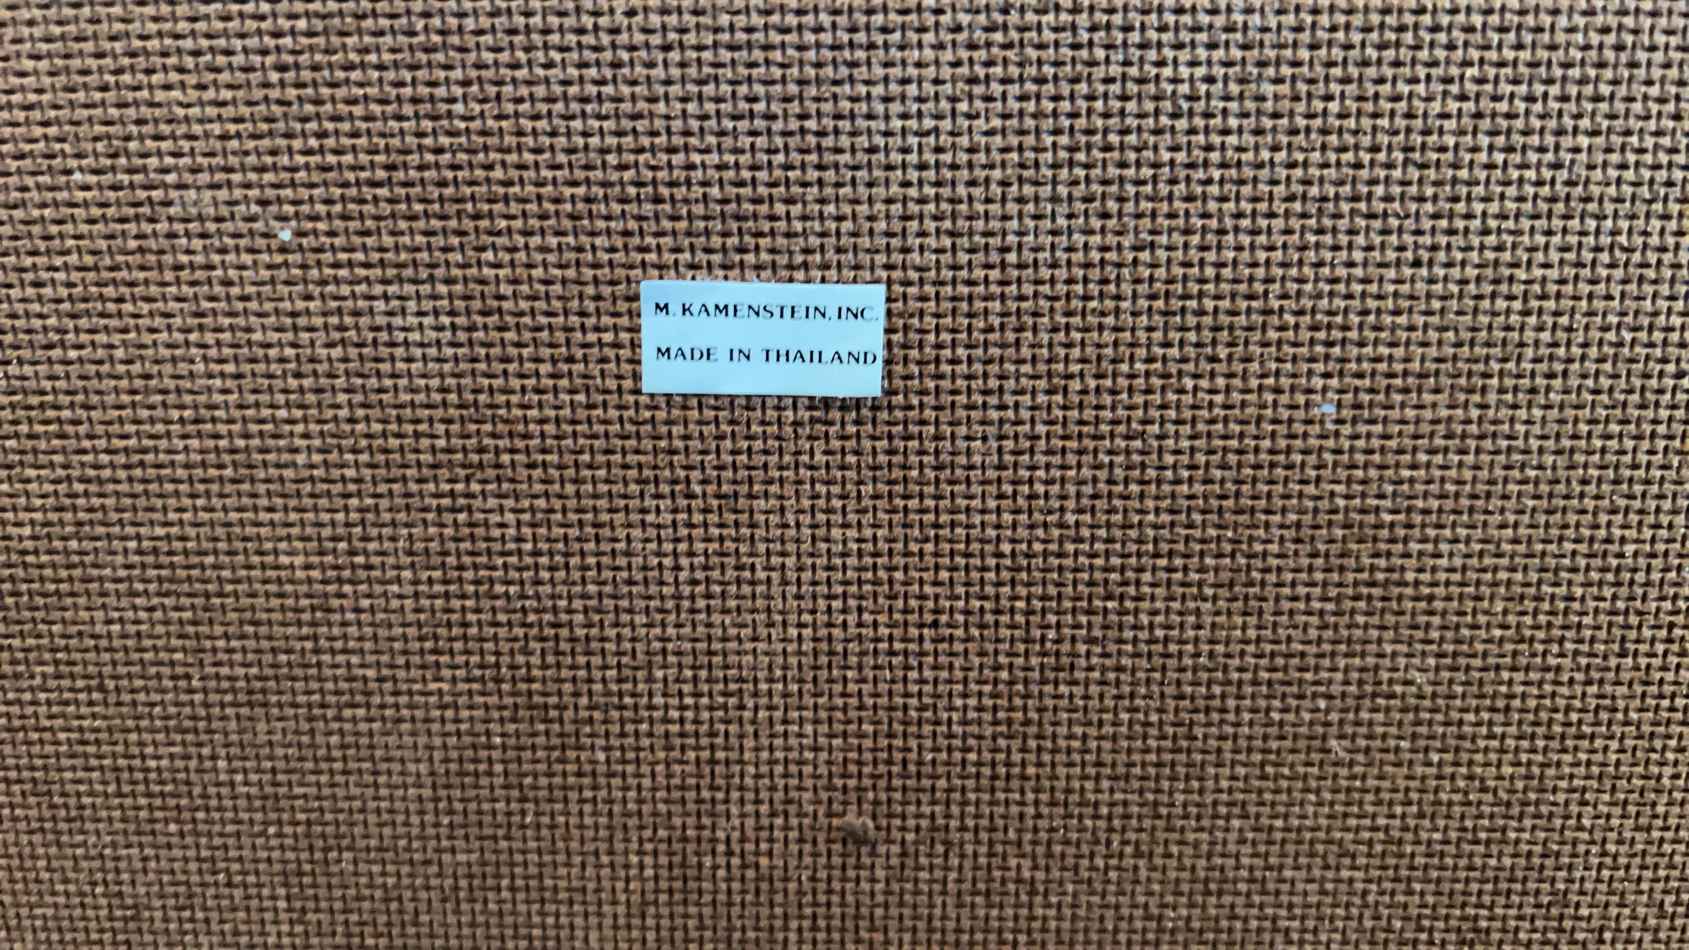 M. KAMENSTEIN, INC.
MADE IN THAILAND